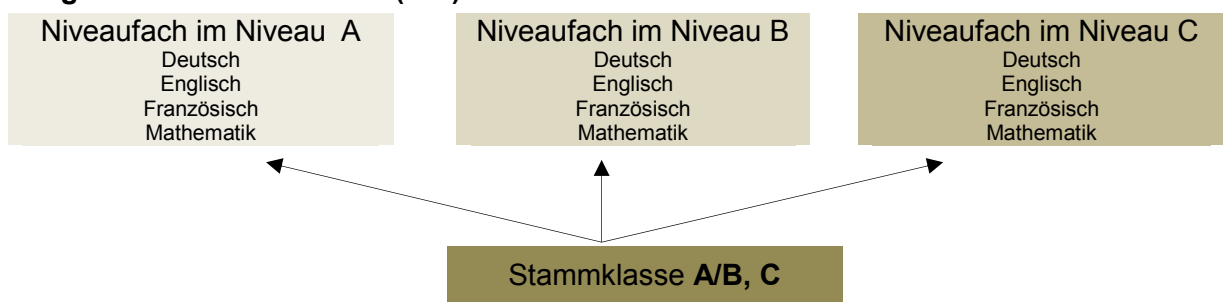 Niveaufach im Niveau A
Deutsch
Englisch
Französisch
Mathematik
Niveaufach im Niveau B
Deutsch
Englisch
Französisch
Mathematik
Niveaufach im Niveau C
Deutsch
Englisch
Französisch
Mathematik
Stammklasse A/B, C